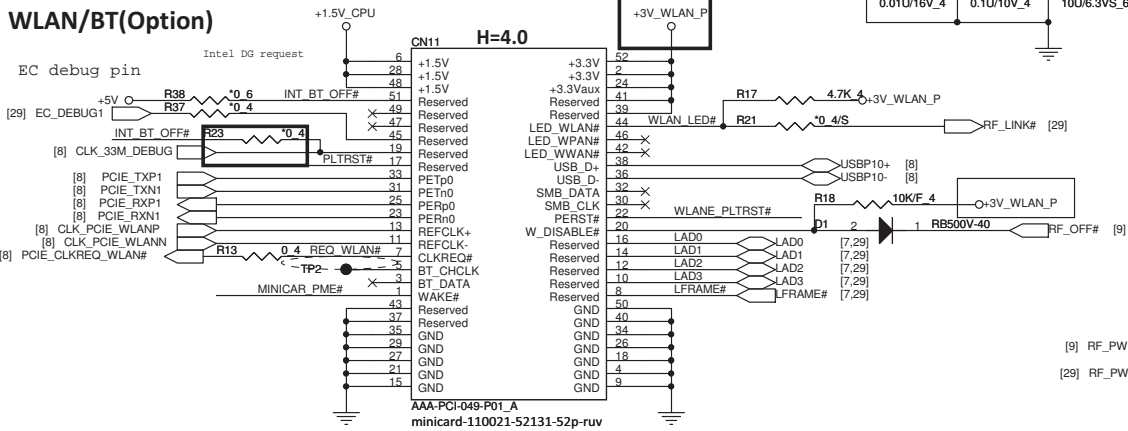 WLAN/BT(Option)
+1.5V_CPU
+3V_WLAN_P
0.01U/16V_4
0.1U/10V_4
10U/6.3VS_6
Intel DG request
CN11
H=4.0
EC debug pin
6 +1.5V
28 +1.5V
48 +1.5V
+5V R38 *0_6 INT_BT_OFF# 51 Reserved
[29] EC_DEBUG1 R37 *0_4 49 Reserved
47 Reserved
INT_BT_OFF# R23 *0_4 45 Reserved
[8] CLK_33M_DEBUG 19 Reserved
PLTRST# 17 Reserved
[8] PCIE_TXP1 33 PETp0
[8] PCIE_TXN1 31 PETn0
[8] PCIE_RXP1 25 PERp0
[8] PCIE_RXN1 23 PERn0
[8] CLK_PCIE_WLANP 13 REFCLK+
[8] CLK_PCIE_WLANN 11 REFCLK-
[8] PCIE_CLKREQ_WLAN# R13 0_4 REQ_WLAN# 7 CLKREQ#
TP2 5 BT_CHCLK
3 BT_DATA
MINICAR_PME# 1 WAKE#
43 Reserved
37 Reserved
35 GND
29 GND
27 GND
21 GND
15 GND
+3.3V 52
+3.3V 2
+3.3Vaux 24
Reserved 41
Reserved 39
LED_WLAN# 44 WLAN_LED#
R17 4.7K_4 +3V_WLAN_P
R21 *0_4/S RF_LINK# [29]
LED_WPAN# 46
LED_WWAN# 42
USB_D+ 38 USBP10+ [8]
USB_D- 36 USBP10- [8]
SMB_DATA 32
SMB_CLK 30
R18 10K/F_4 +3V_WLAN_P
PERST# 22 WLANE_PLTRST#
W_DISABLE# 20 D1 2 1 RB500V-40 RF_OFF# [9]
Reserved 16 LAD0 LAD0 [7,29]
Reserved 14 LAD1 LAD1 [7,29]
Reserved 12 LAD2 LAD2 [7,29]
Reserved 10 LAD3 LAD3 [7,29]
Reserved 8 LFRAME# LFRAME# [7,29]
GND 50
GND 40
GND 34
GND 26
GND 18
GND 4
GND 9
[9] RF_PW
[29] RF_PW
AAA-PCI-049-P01_A
minicard-110021-52131-52p-ruv